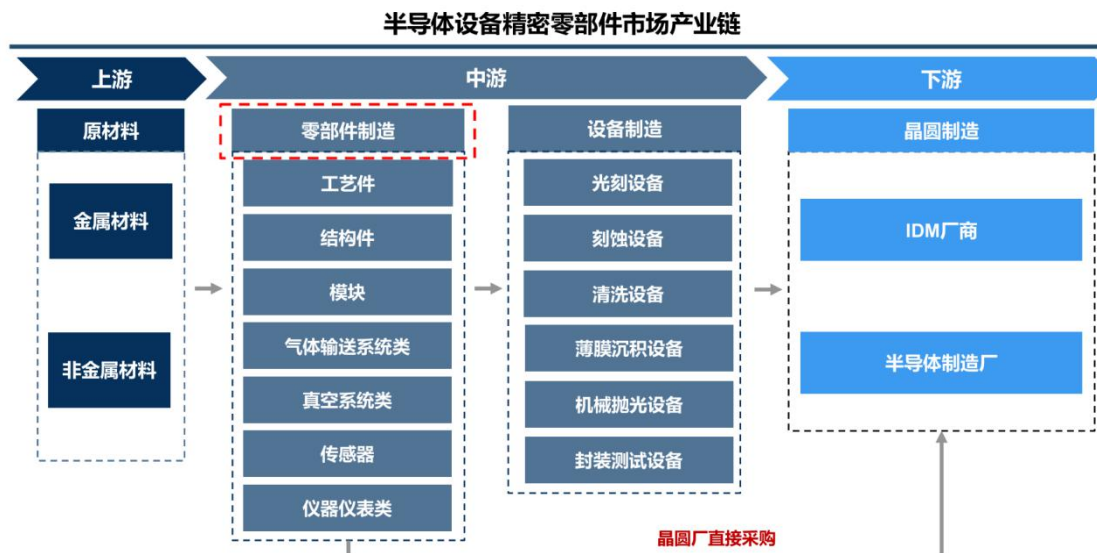 半导体设备精密零部件市场产业链
上游
中游
下游
原材料
零部件制造
设备制造
晶圆制造
金属材料
非金属材料
工艺件
结构件
模块
气体输送系统类
真空系统类
传感器
仪器仪表类
光刻设备
刻蚀设备
清洗设备
薄膜沉积设备
机械抛光设备
封装测试设备
IDM厂商
半导体制造厂
晶圆厂直接采购